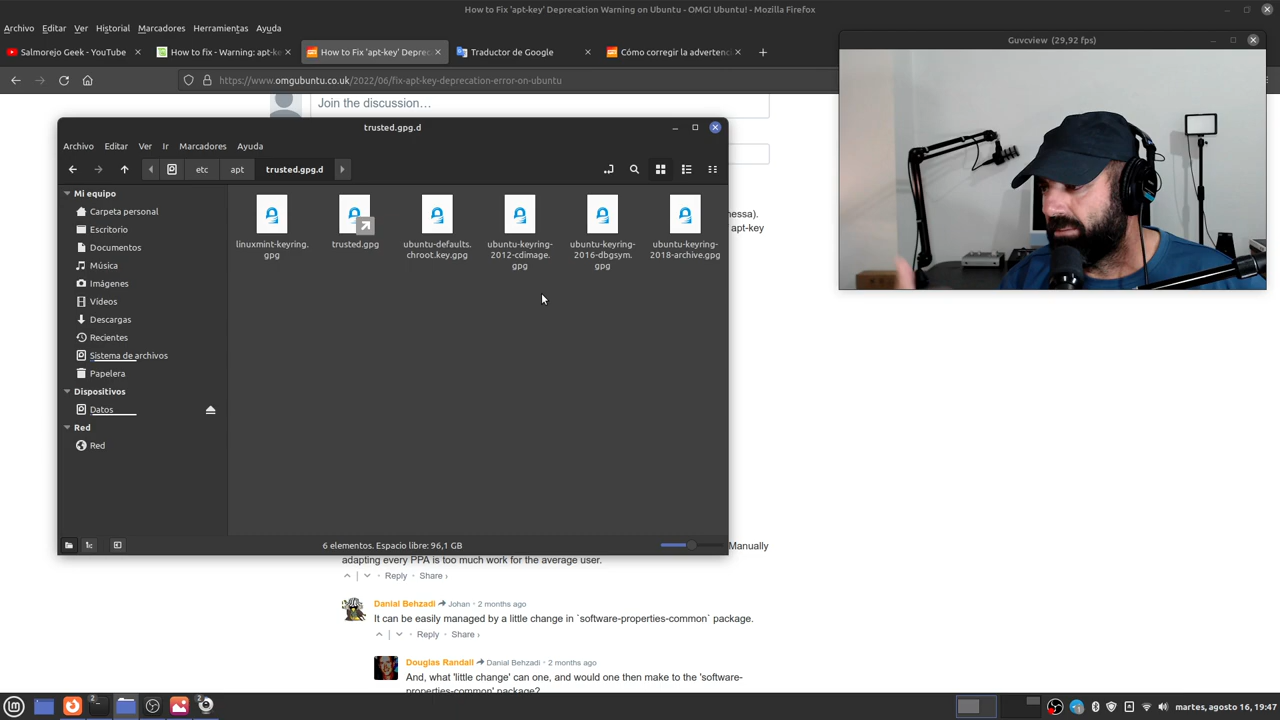 How to Fix 'apt-key' Deprecation Warning on Ubuntu - OMG! Ubuntu! - Mozilla Firefox
Archivo Editar Ver Historial Marcadores Herramientas Ayuda
Salmorejo Geek - YouTube
How to fix - Warning: apt-ke
How to Fix 'apt-key' Deprec
Traductor de Google
Cómo corregir la advertenc
https://www.omgubuntu.co.uk/2022/06/fix-apt-key-deprecation-error-on-ubuntu
Guvcview (29,92 fps)
Join the discussion…
trusted.gpg.d
Archivo Editar Ver Ir Marcadores Ayuda
etc apt trusted.gpg.d
Mi equipo
Carpeta personal
Escritorio
Documentos
Música
Imágenes
Vídeos
Descargas
Recientes
Sistema de archivos
Papelera
Dispositivos
Datos
Red
Red
linuxmint-keyring.
gpg
trusted.gpg
ubuntu-defaults.
chroot.key.gpg
ubuntu-keyring-
2012-cdimage.
gpg
ubuntu-keyring-
2016-dbgsym.
gpg
ubuntu-keyring-
2018-archive.gpg
6 elementos. Espacio libre: 96,1 GB
nessa).
apt-key
Manually
adapting every PPA is too much work for the average user.
Reply Share ›
Danial Behzadi Johan • 2 months ago
It can be easily managed by a little change in `software-properties-common` package.
Reply Share ›
Douglas Randall Danial Behzadi • 2 months ago
And, what 'little change' can one, and would one then make to the 'software-
properties-common' package?
2
2
martes, agosto 16, 19:47